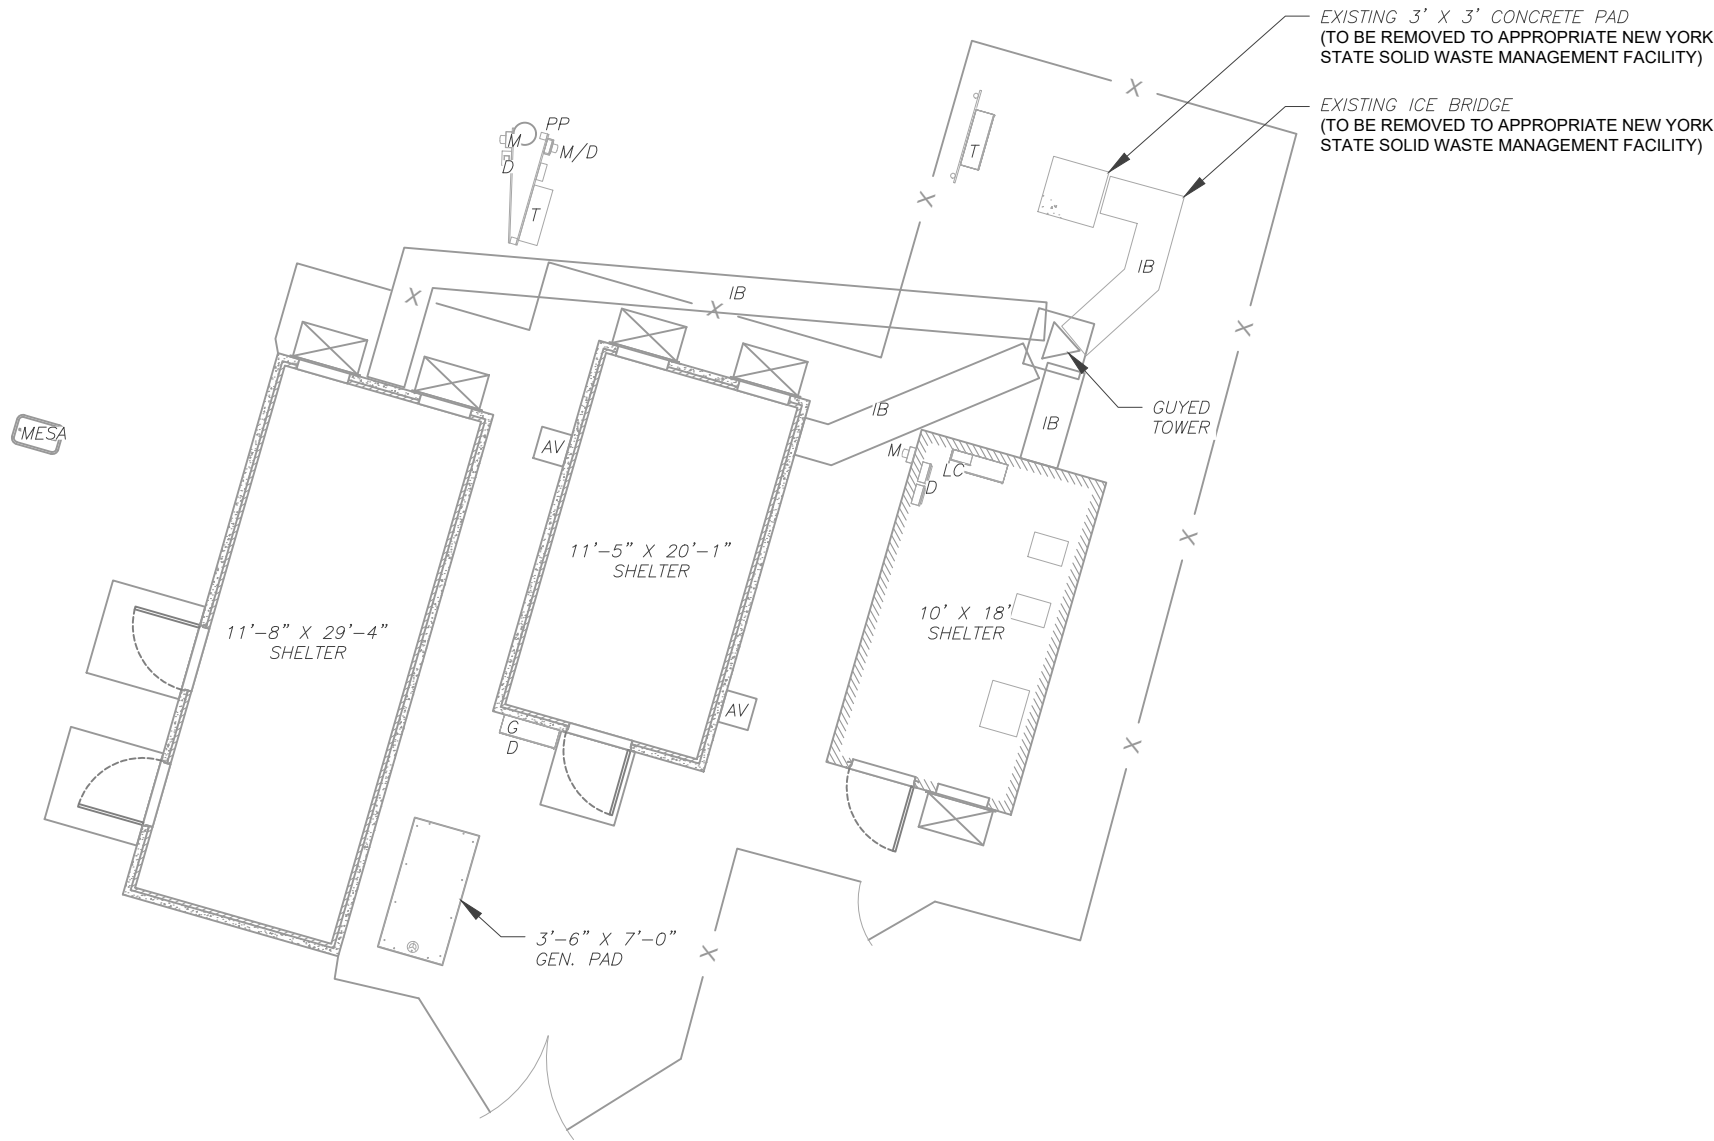 EXISTING 3' X 3' CONCRETE PAD
(TO BE REMOVED TO APPROPRIATE NEW YORK
STATE SOLID WASTE MANAGEMENT FACILITY)
EXISTING ICE BRIDGE
(TO BE REMOVED TO APPROPRIATE NEW YORK
STATE SOLID WASTE MANAGEMENT FACILITY)
X
PP
M
M/D
D
T
T
X
X
IB
IB
X
X
X
IB
IB
GUYED
TOWER
MESA
AV
M
LC
D
X
11'-5" X 20'-1"
SHELTER
10' X 18'
SHELTER
11'-8" X 29'-4"
SHELTER
AV
G
D
X
3'-6" X 7'-0"
GEN. PAD
X